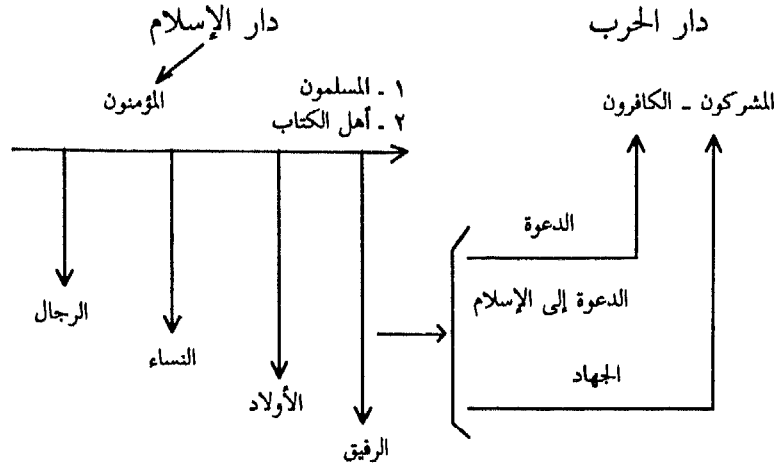 دار الإسلام
دار الحرب
المؤمنون
١ ـ المسلمون
٢ ـ أهل الكتاب
المشركون ـ الكافرون
الدعوة
الدعوة إلى الإسلام
الجهاد
الرجال
النساء
الأولاد
الرفيق